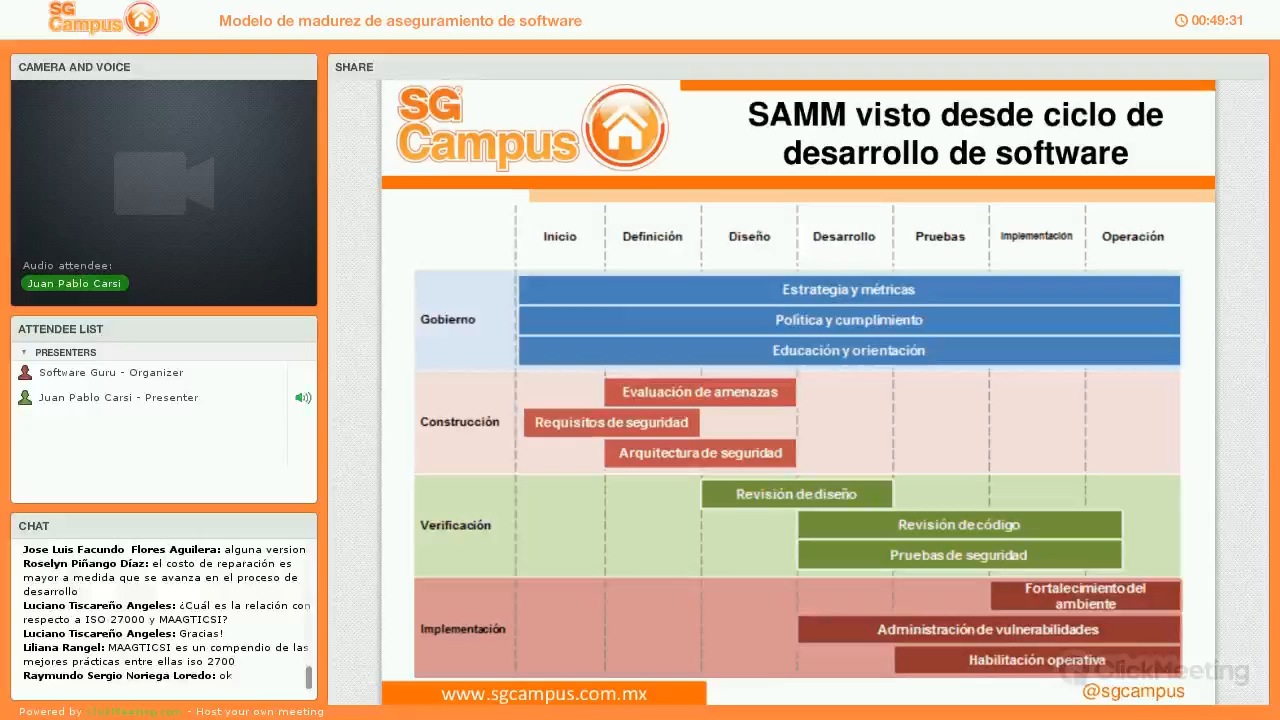 SG Campus
Modelo de madurez de aseguramiento de software
00:49:31
CAMERA AND VOICE
Audio attendee:
Juan Pablo Carsi
ATTENDEE LIST
PRESENTERS
Software Guru - Organizer
Juan Pablo Carsi - Presenter
CHAT
Jose Luis Facundo Flores Aguilera: alguna version
Roselyn Piñango Díaz: el costo de reparación es
mayor a medida que se avanza en el proceso de
desarrollo
Luciano Tiscareño Angeles: ¿Cuál es la relación con
respecto a ISO 27000 y MAAGTICSI?
Luciano Tiscareño Angeles: Gracias!
Liliana Rangel: MAAGTICSI es un compendio de las
mejores prácticas entre ellas iso 2700
Raymundo Sergio Noriega Loredo: ok
Powered by ClickMeeting.com - Host your own meeting
SHARE
SG
Campus
SAMM visto desde ciclo de
desarrollo de software
Inicio Definición Diseño Desarrollo Pruebas Implementación Operación
Gobierno
Estrategia y métricas
Política y cumplimiento
Educación y orientación
Construcción
Evaluación de amenazas
Requisitos de seguridad
Arquitectura de seguridad
Verificación
Revisión de diseño
Revisión de código
Pruebas de seguridad
Implementación
Fortalecimiento del
ambiente
Administración de vulnerabilidades
Habilitación operativa
ClickMeeting
www.sgcampus.com.mx
@sgcampus